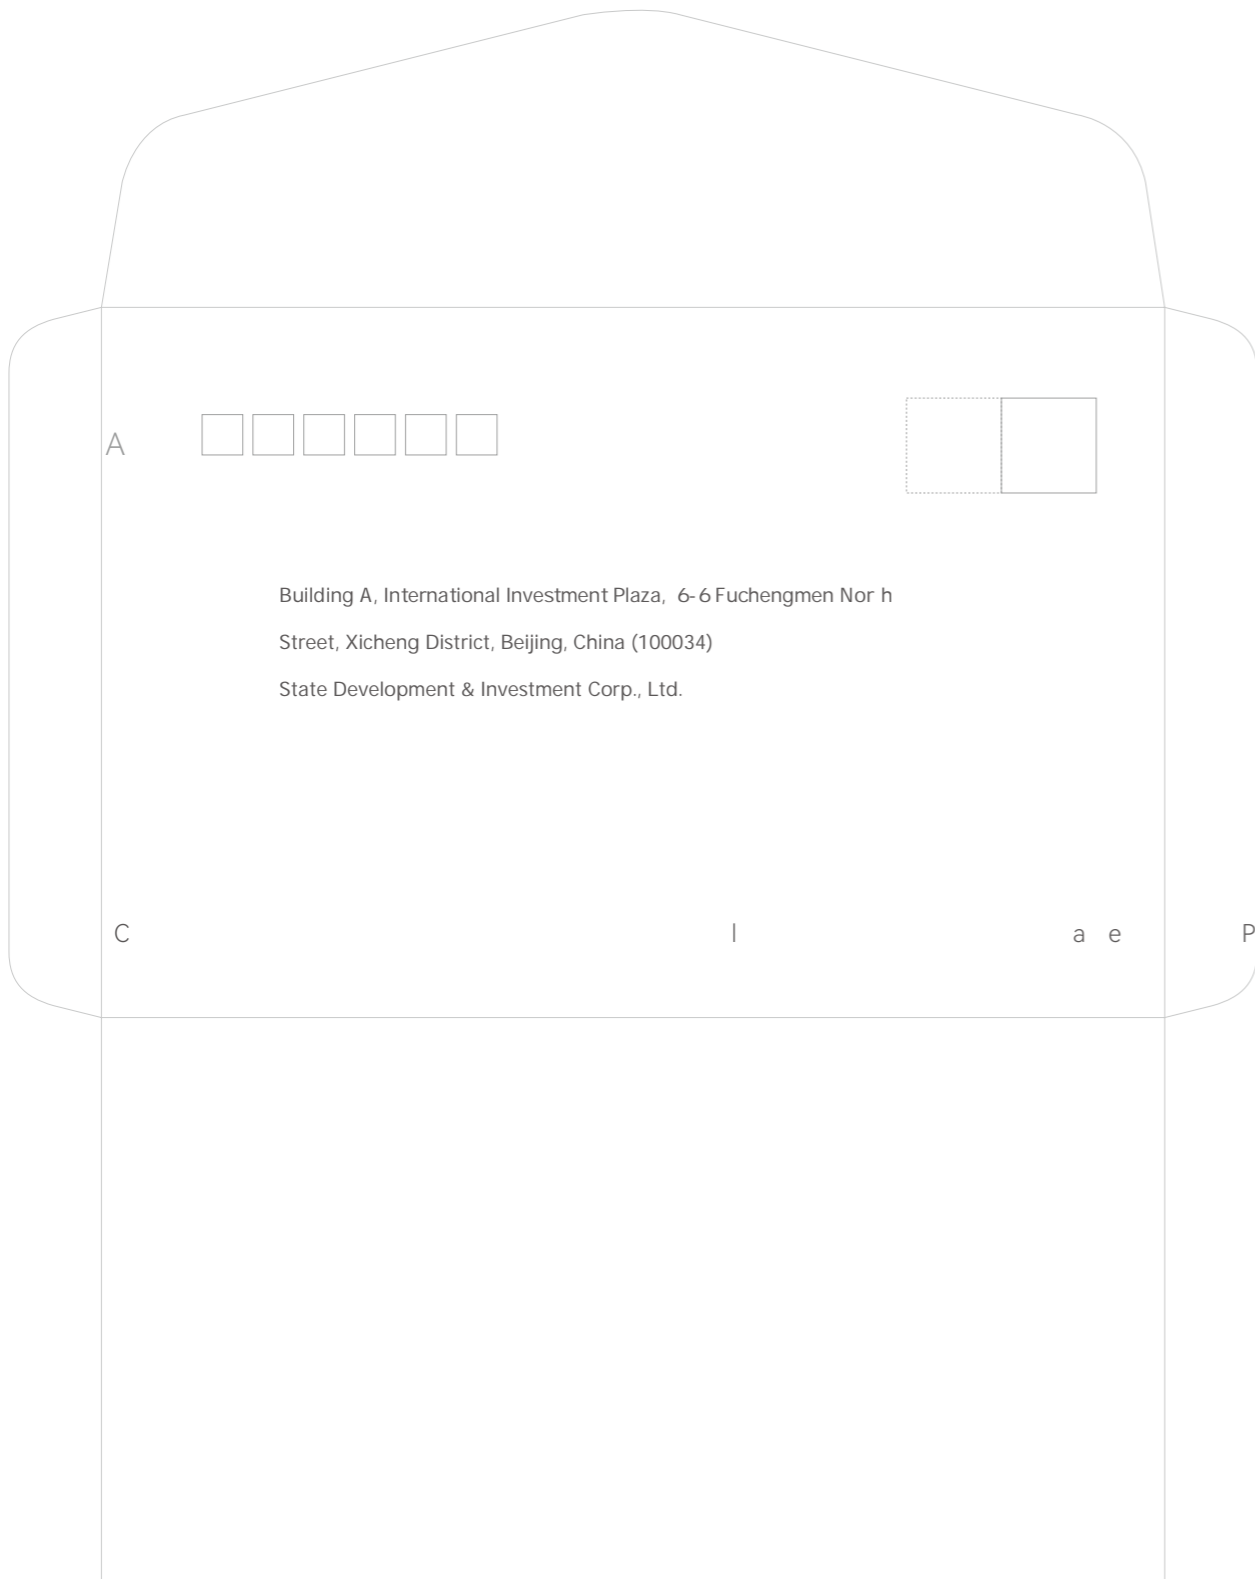 A
Building A, International Investment Plaza, 6-6 Fuchengmen Nor h
Street, Xicheng District, Beijing, China (100034)
State Development & Investment Corp., Ltd.
C l a e P